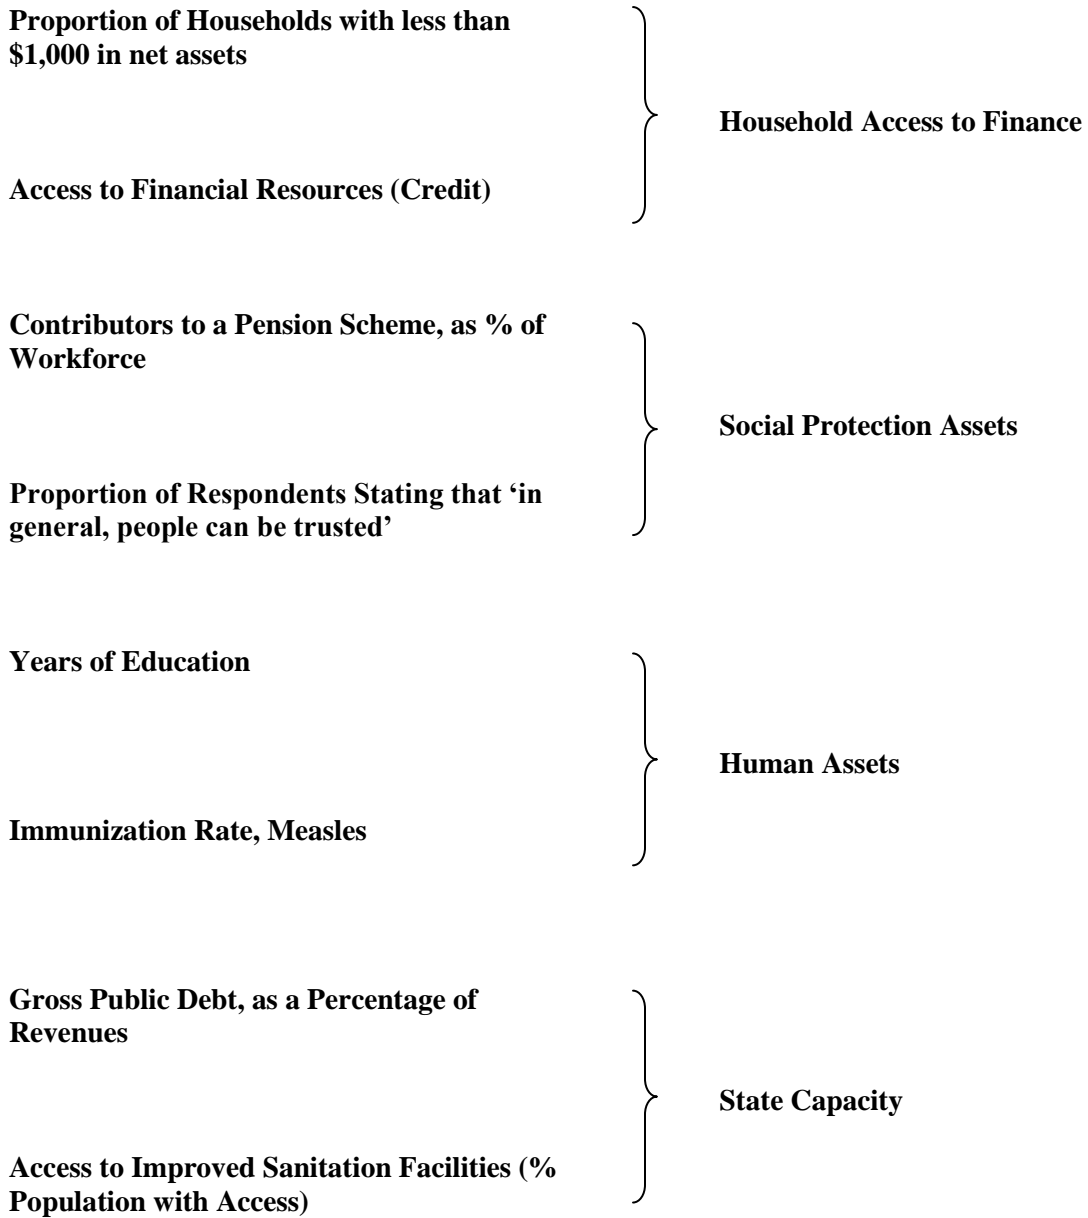 Proportion of Households with less than
$1,000 in net assets
Household Access to Finance
Access to Financial Resources (Credit)
Contributors to a Pension Scheme, as % of
Workforce
Social Protection Assets
Proportion of Respondents Stating that ‘in
general, people can be trusted’
Years of Education
Human Assets
Immunization Rate, Measles
Gross Public Debt, as a Percentage of
Revenues
State Capacity
Access to Improved Sanitation Facilities (%
Population with Access)